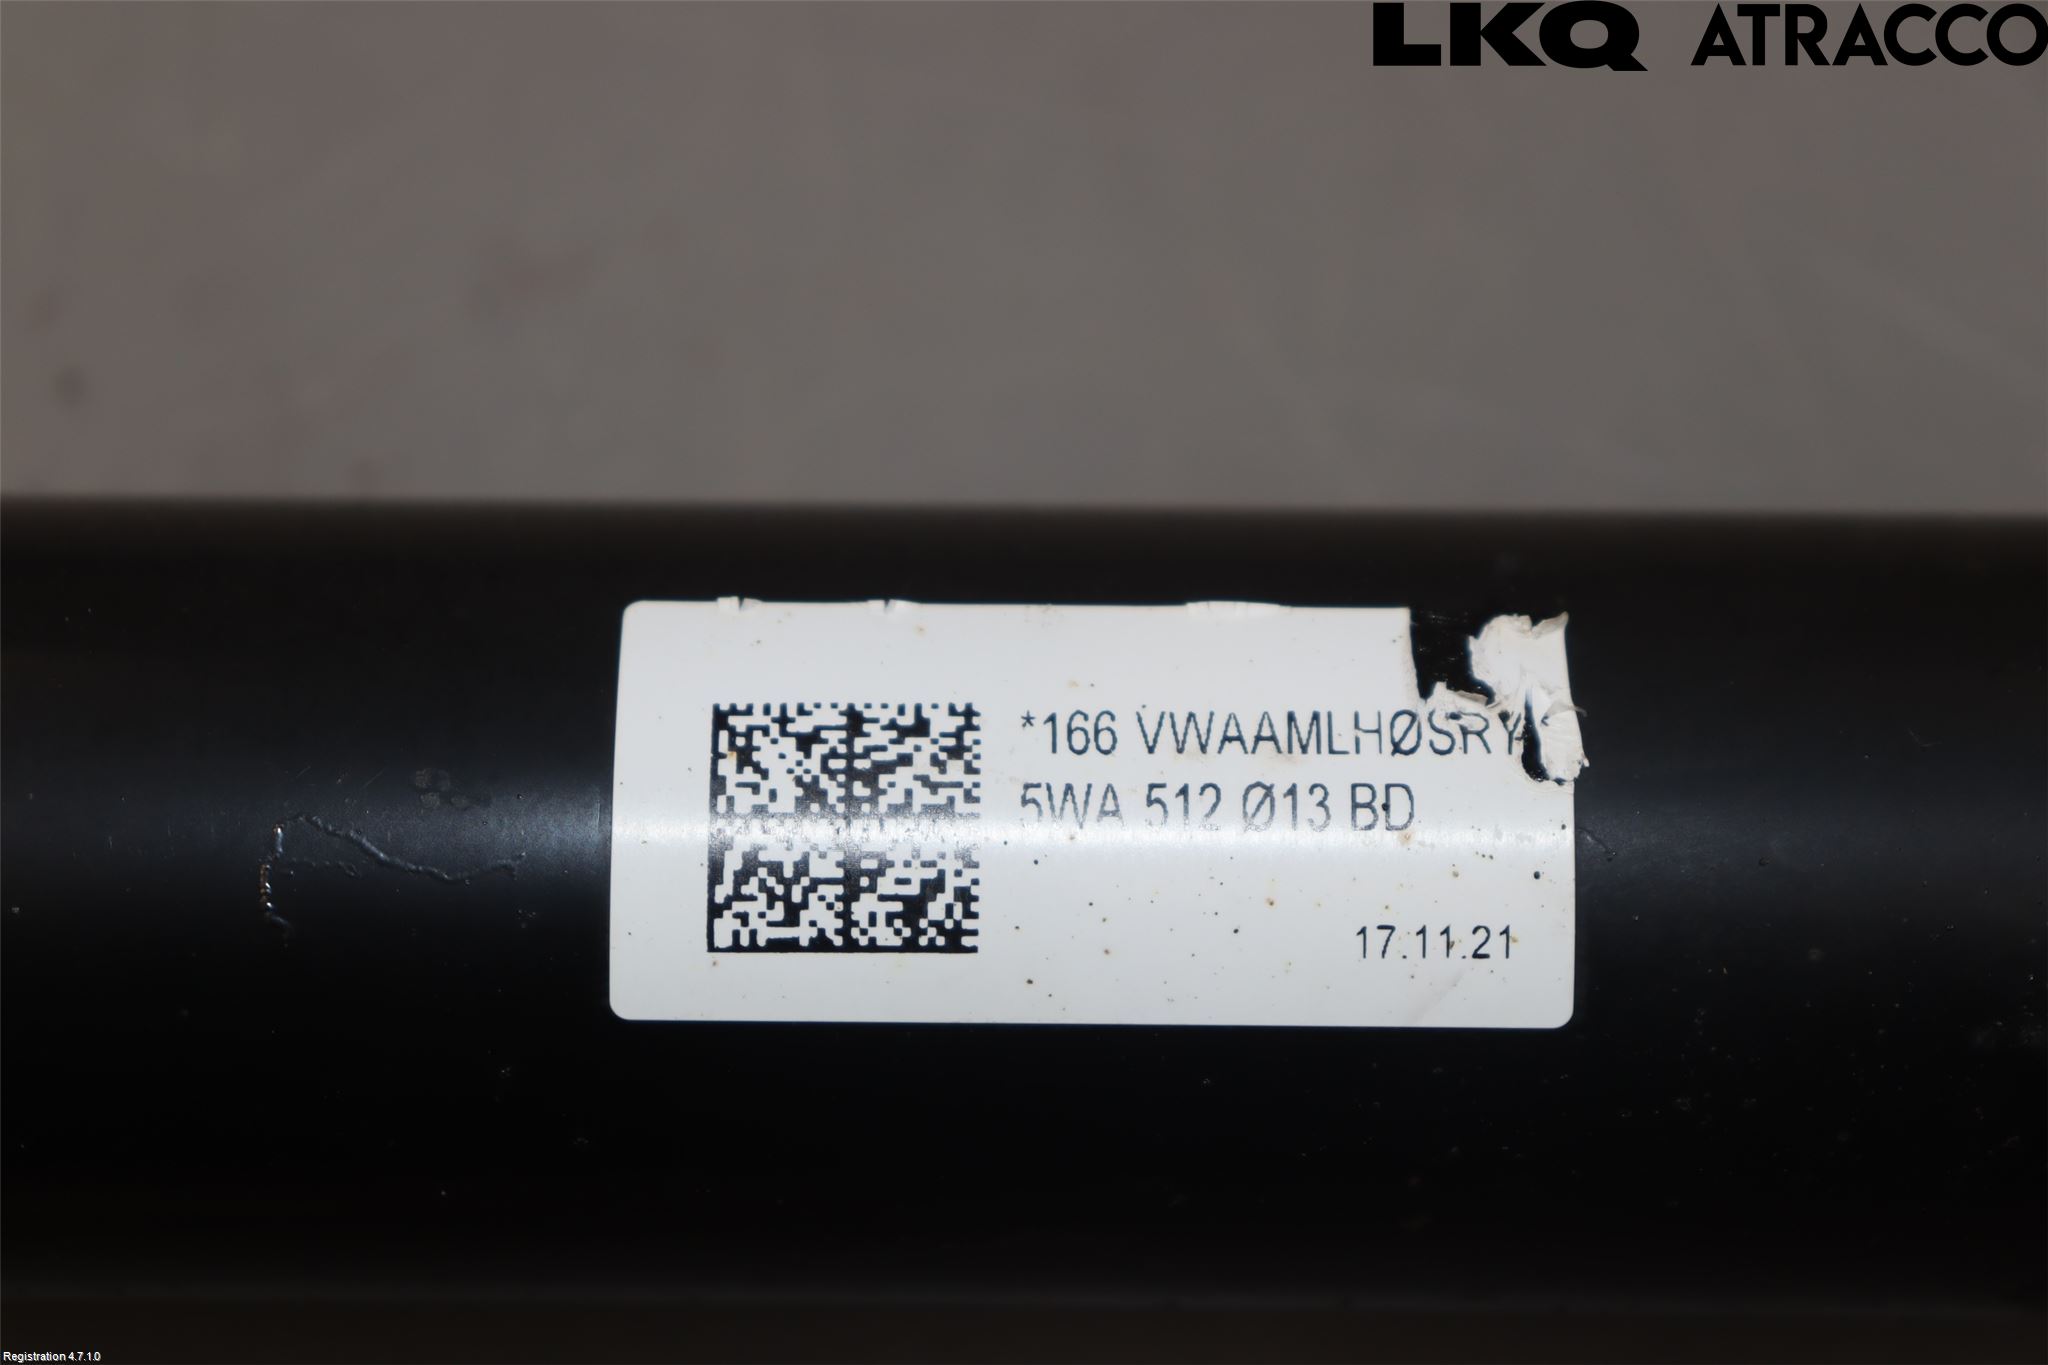 LKQ ATRACCO
*166 VWAAMLHØSRY*
5WA 512 Ø13 BD
17.11.21
Registration 4.7.1.0